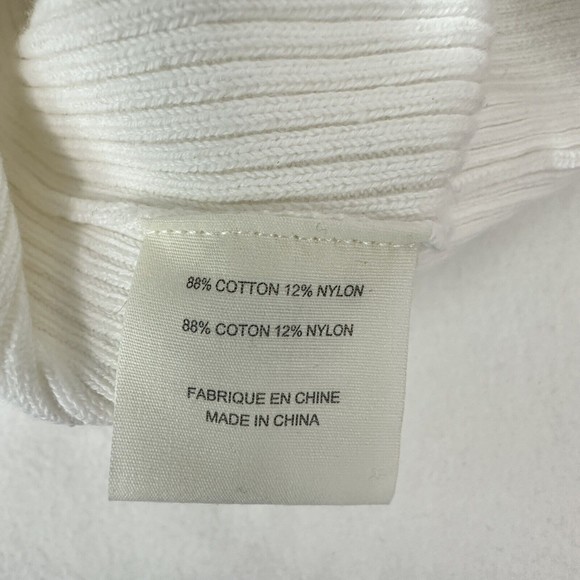 88% COTTON 12% NYLON
88% COTON 12% NYLON
FABRIQUE EN CHINE
MADE IN CHINA